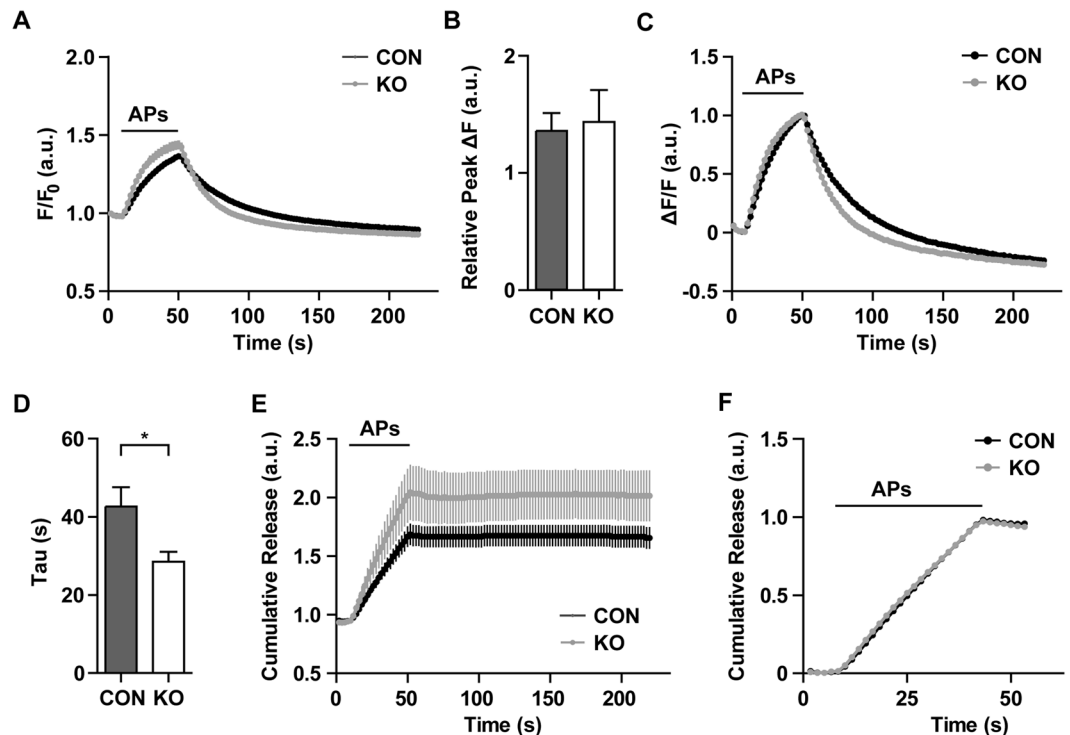 A
2.0
1.5
1.0
0.5
F/F0 (a.u.)
APs
CON
KO
0 50 100 150 200
Time (s)
B
2
1
0
Relative Peak ΔF (a.u.)
CON KO
C
1.5
1.0
0.5
0
-0.5
ΔF/F (a.u.)
APs
CON
KO
0 50 100 150 200
Time (s)
D
60
40
20
0
Tau (s)
*
CON KO
E
2.5
2.0
1.5
1.0
0.5
Cumulative Release (a.u.)
APs
CON
KO
0 50 100 150 200
Time (s)
F
1.5
1.0
0.5
0
Cumulative Release (a.u.)
APs
CON
KO
0 25 50
Time (s)